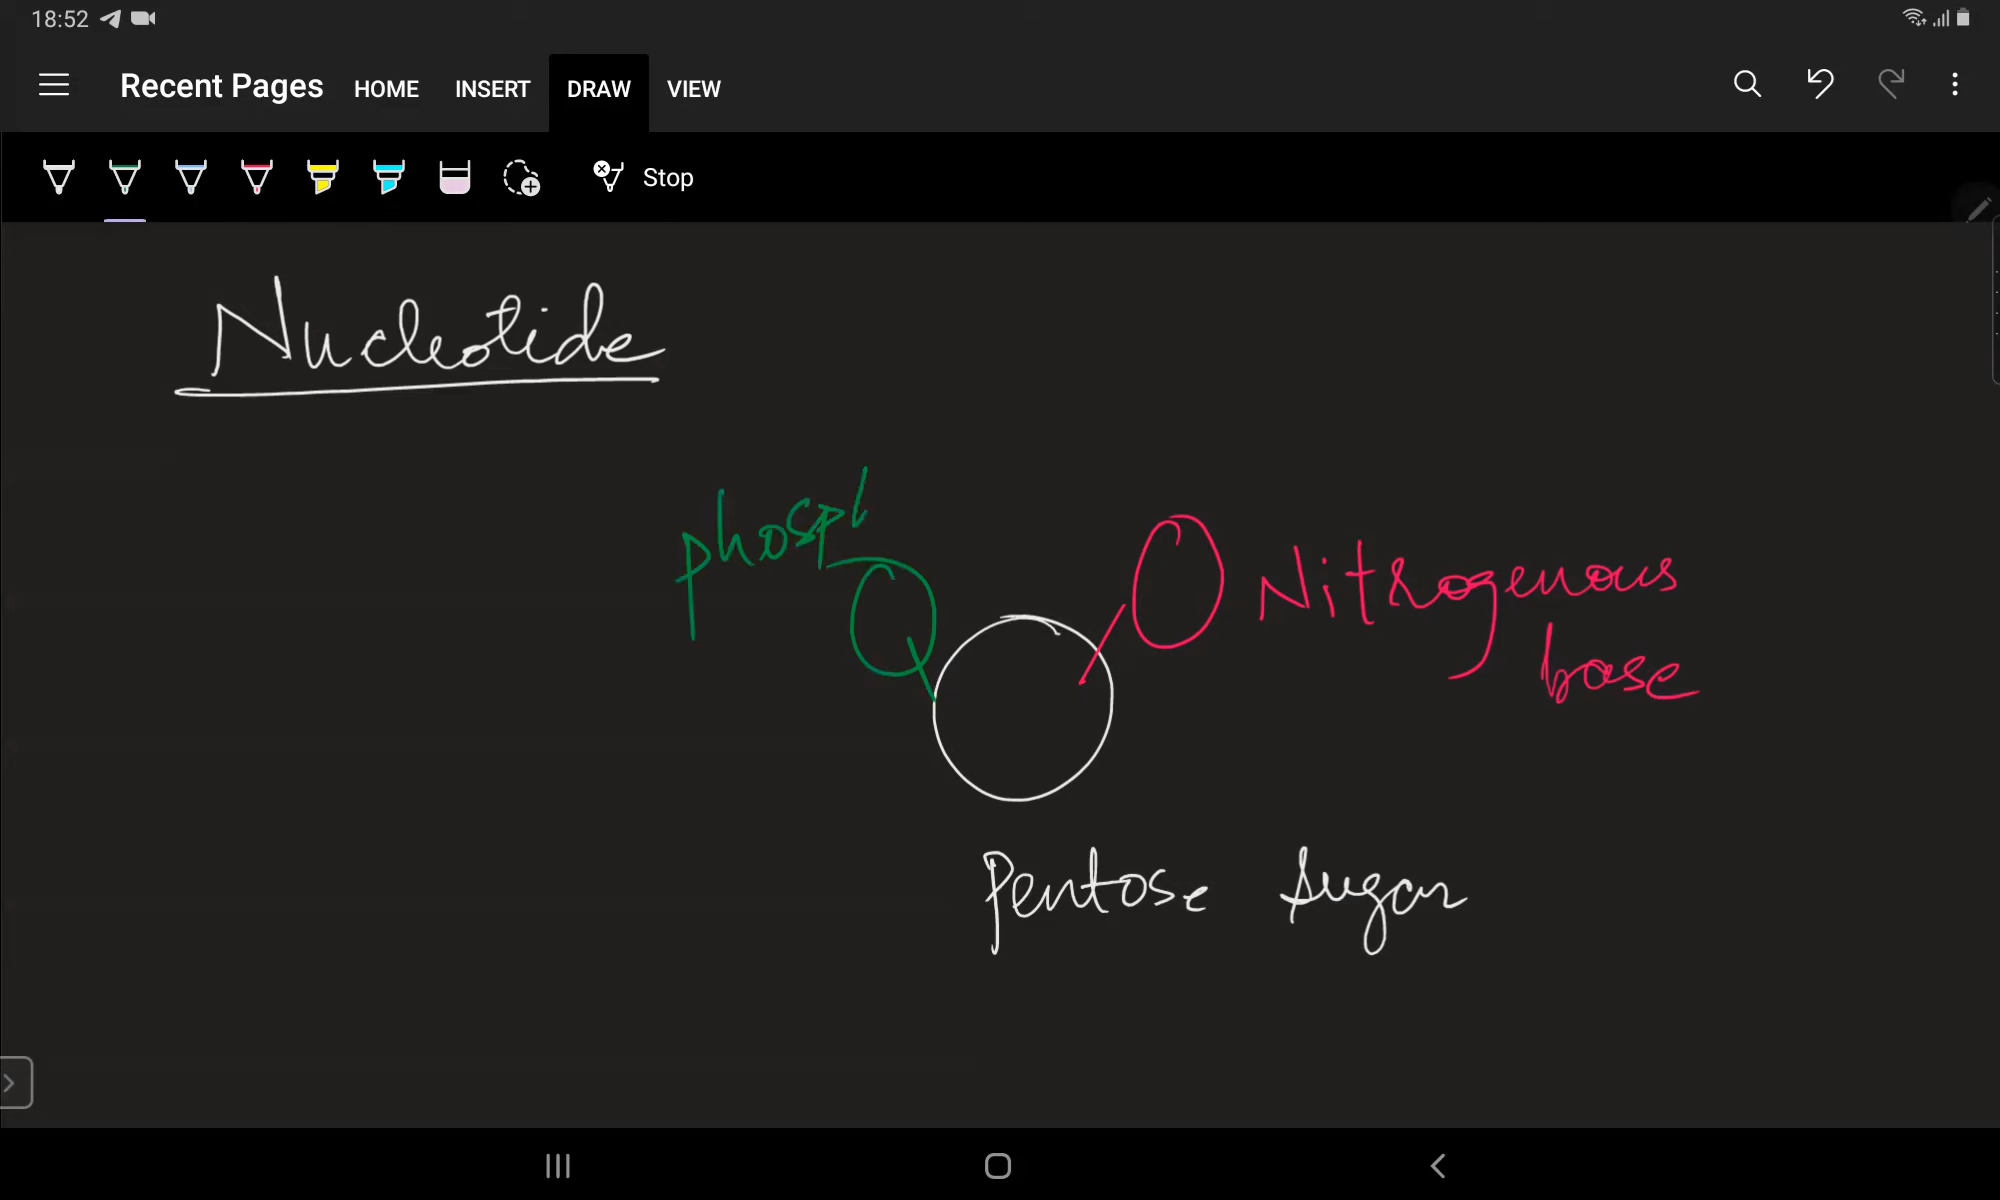 18:52
Recent Pages HOME INSERT DRAW VIEW
Stop
Nucleotide
phosph
Nitrogenous
base
Pentose Sugar